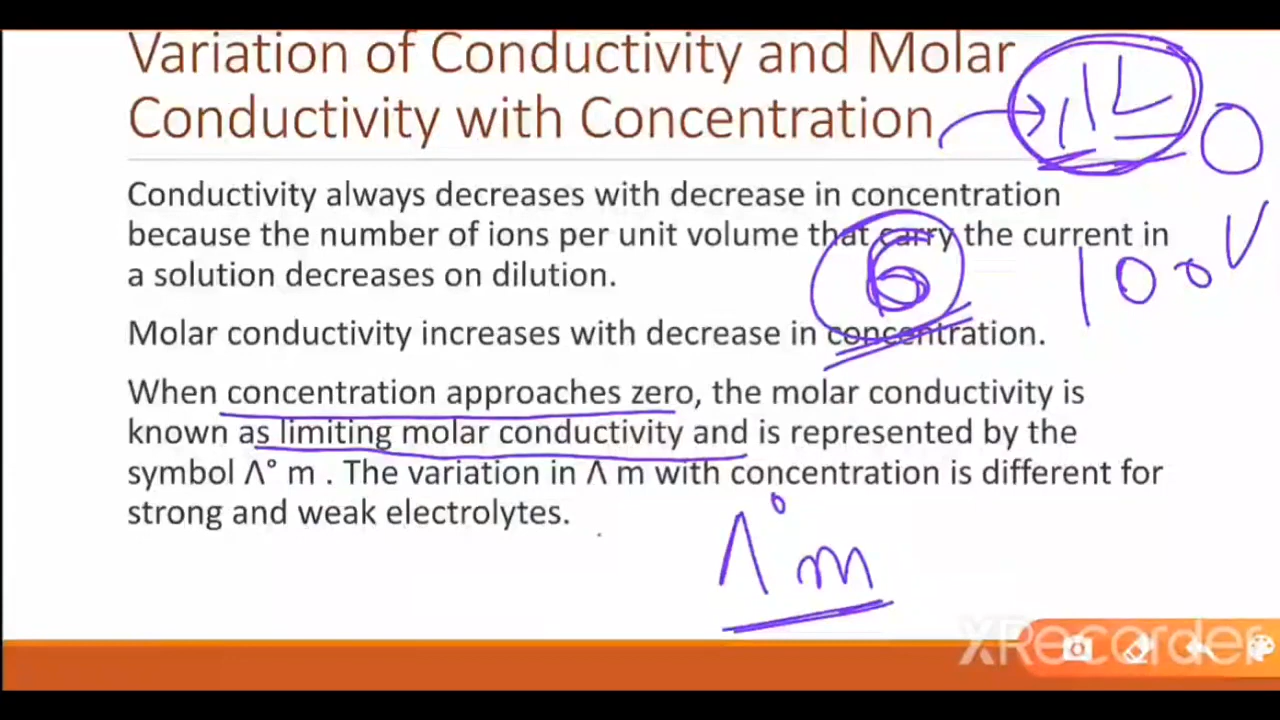 Variation of Conductivity and Molar
Conductivity with Concentration
Conductivity always decreases with decrease in concentration
because the number of ions per unit volume that carry the current in
a solution decreases on dilution.
6
Molar conductivity increases with decrease in concentration.
When concentration approaches zero, the molar conductivity is
known as limiting molar conductivity and is represented by the
symbol Λ° m . The variation in Λ m with concentration is different for
strong and weak electrolytes.
Λ° m
XRecorder